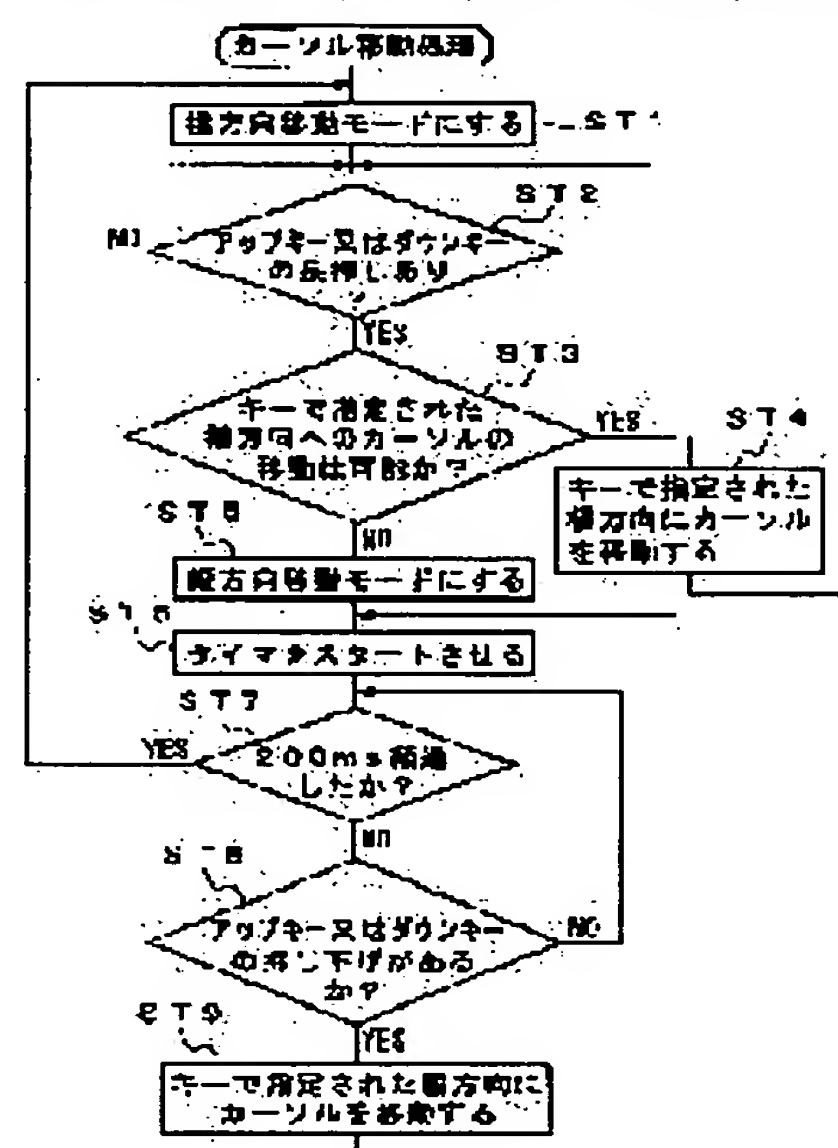 カーソル移動処理
横方向移動モードにする
ST2
NO
アップキー又はダウンキー
の長押しあり
?
YES
ST3
キーで指定された
横方向へのカーソルの
移動は可能か?
YES
ST4
キーで指定された
横方向にカーソル
を移動する
NO
縦方向移動モードにする
タイマをスタートさせる
ST7
YES
200ms経過
したか?
NO
アップキー又はダウンキー
の押し下げがある
か?
NO
ST9
YES
キーで指定された縦方向に
カーソルを移動する